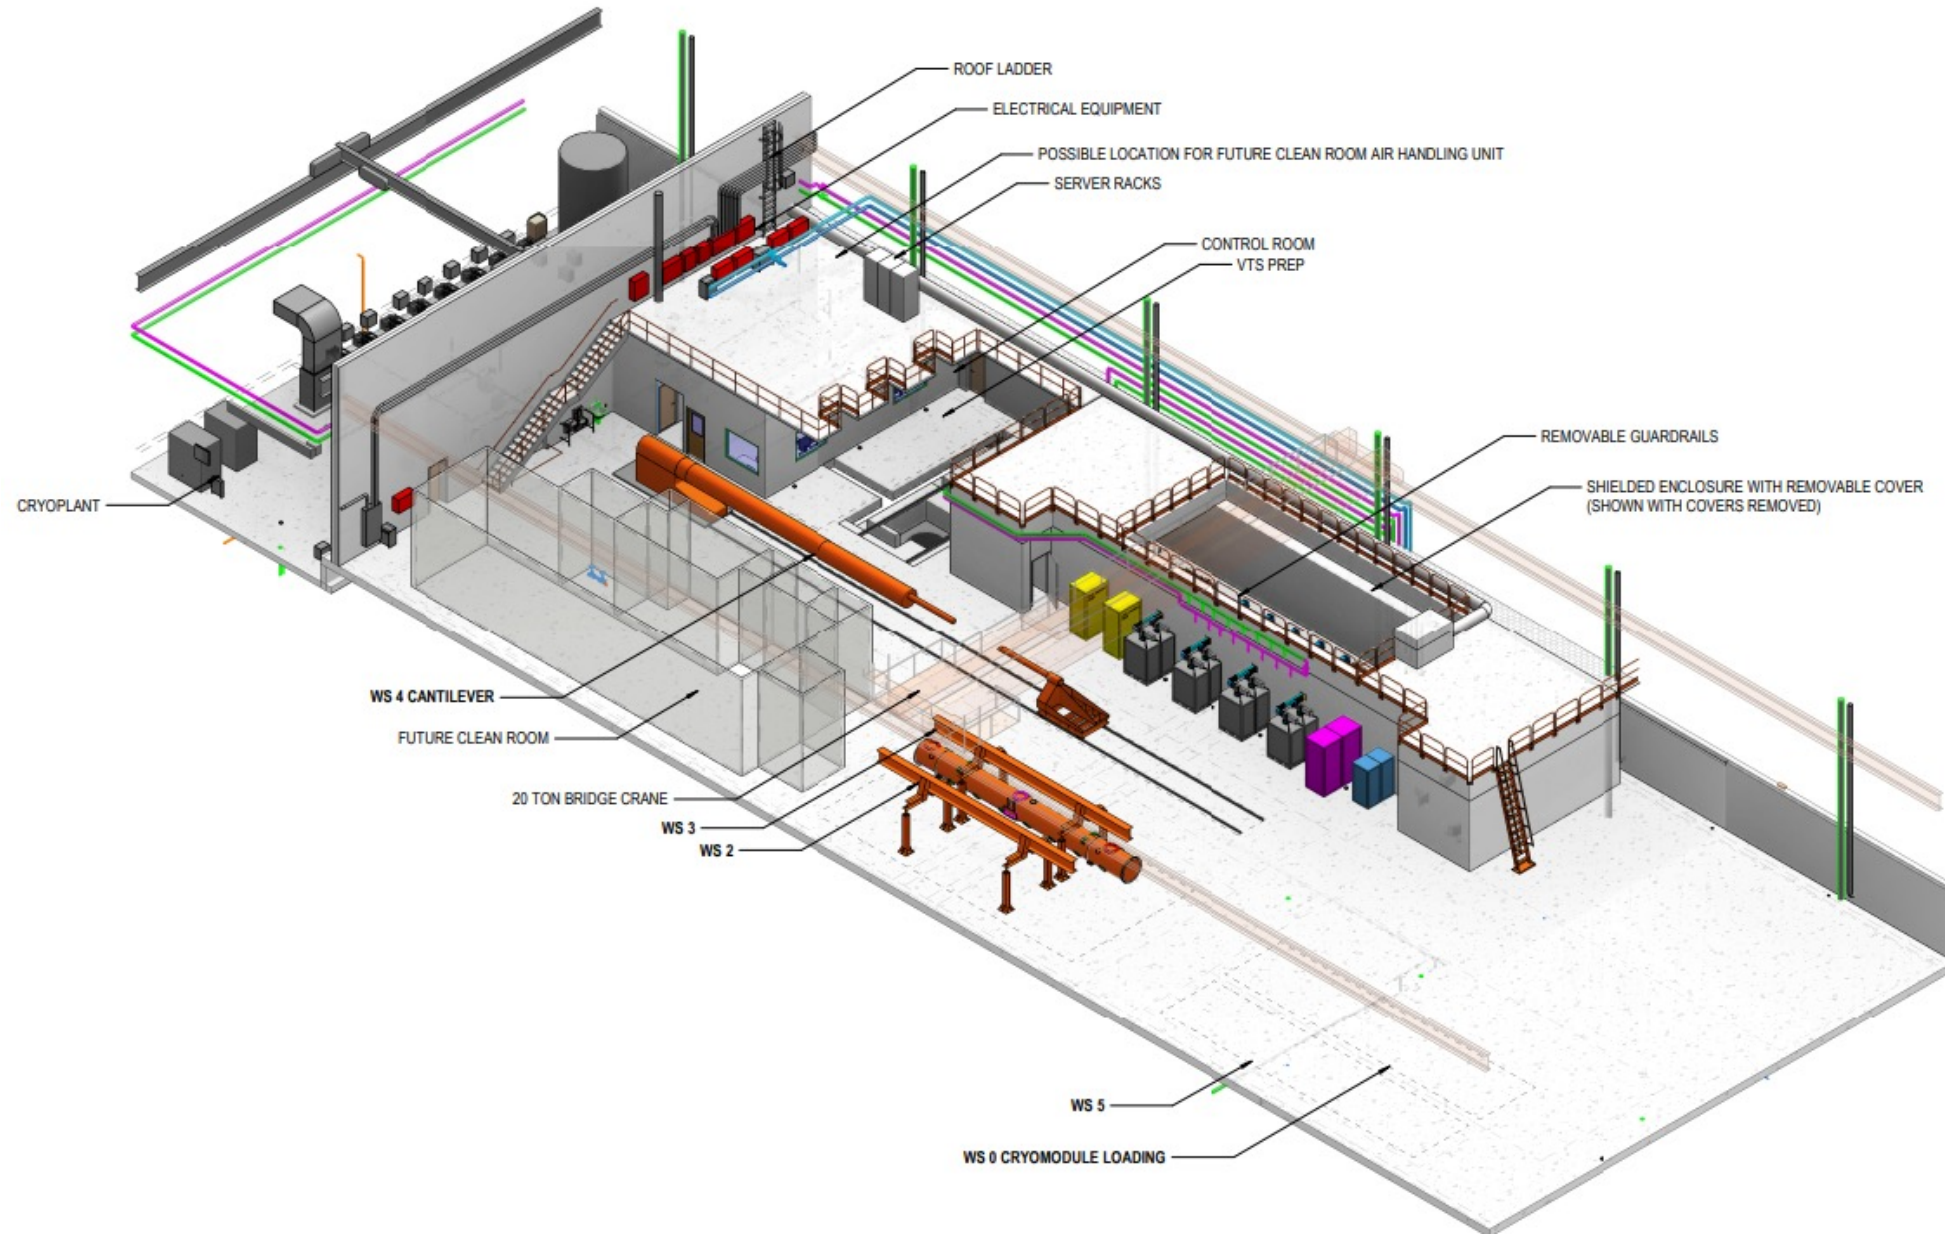 ROOF LADDER
ELECTRICAL EQUIPMENT
POSSIBLE LOCATION FOR FUTURE CLEAN ROOM AIR HANDLING UNIT
SERVER RACKS
CONTROL ROOM
VTS PREP
REMOVABLE GUARDRAILS
SHIELDED ENCLOSURE WITH REMOVABLE COVER
(SHOWN WITH COVERS REMOVED)
CRYOPLANT
WS 4 CANTILEVER
FUTURE CLEAN ROOM
20 TON BRIDGE CRANE
WS 3
WS 2
WS 5
WS 0 CRYOMODULE LOADING